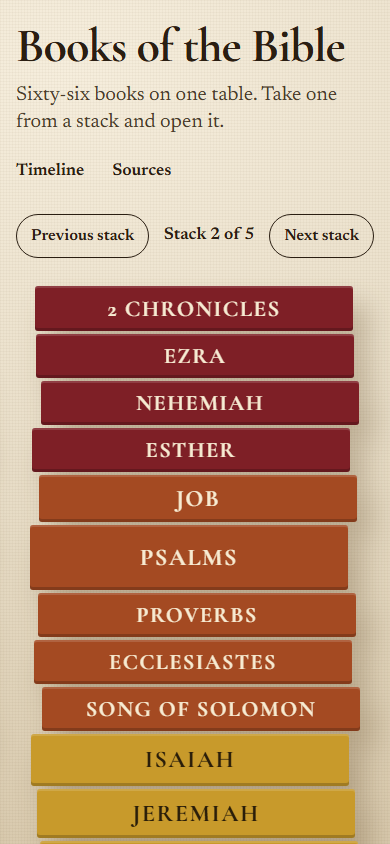 Books of the Bible
Sixty-six books on one table. Take one
from a stack and open it.
Timeline Sources
Previous stack Stack 2 of 5 Next stack
2 CHRONICLES
EZRA
NEHEMIAH
ESTHER
JOB
PSALMS
PROVERBS
ECCLESIASTES
SONG OF SOLOMON
ISAIAH
JEREMIAH